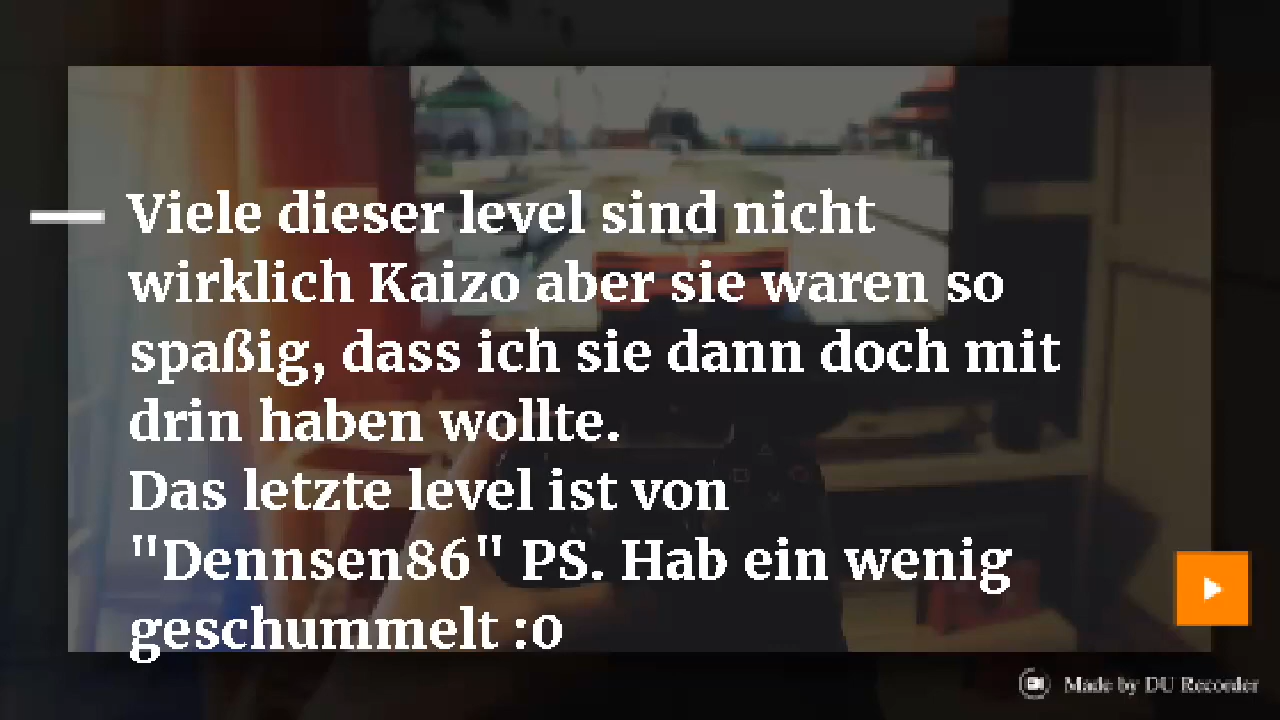 Viele dieser level sind nicht
wirklich Kaizo aber sie waren so
spaßig, dass ich sie dann doch mit
drin haben wollte.
Das letzte level ist von
"Dennsen86" PS. Hab ein wenig
geschummelt :o
Made by DU Recorder